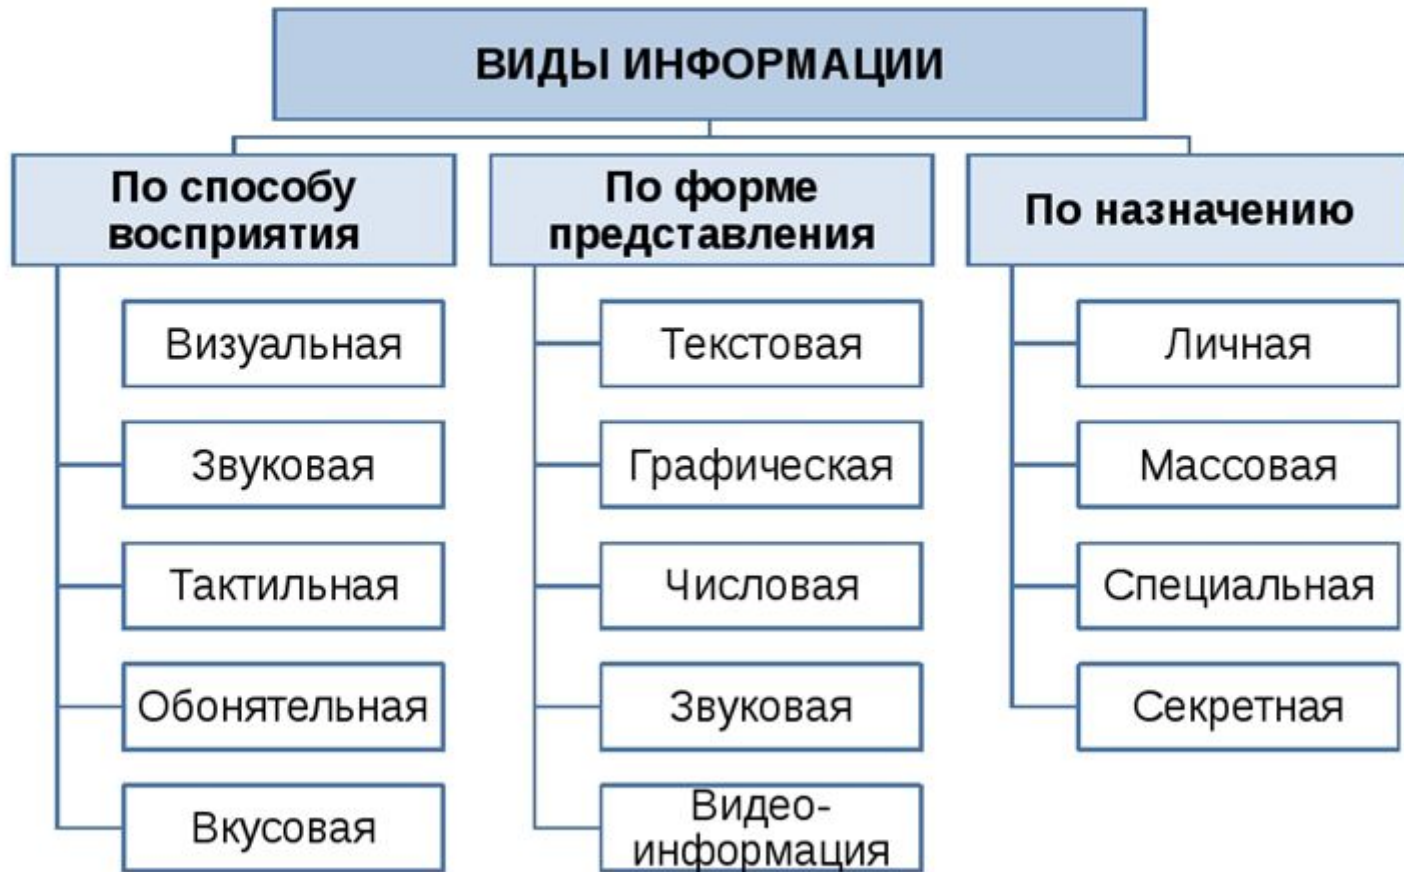 ВИДЫ ИНФОРМАЦИИ
По способу
восприятия
Визуальная
Звуковая
Тактильная
Обонятельная
Вкусовая
По форме
представления
Текстовая
Графическая
Числовая
Звуковая
Видео-
информация
По назначению
Личная
Массовая
Специальная
Секретная